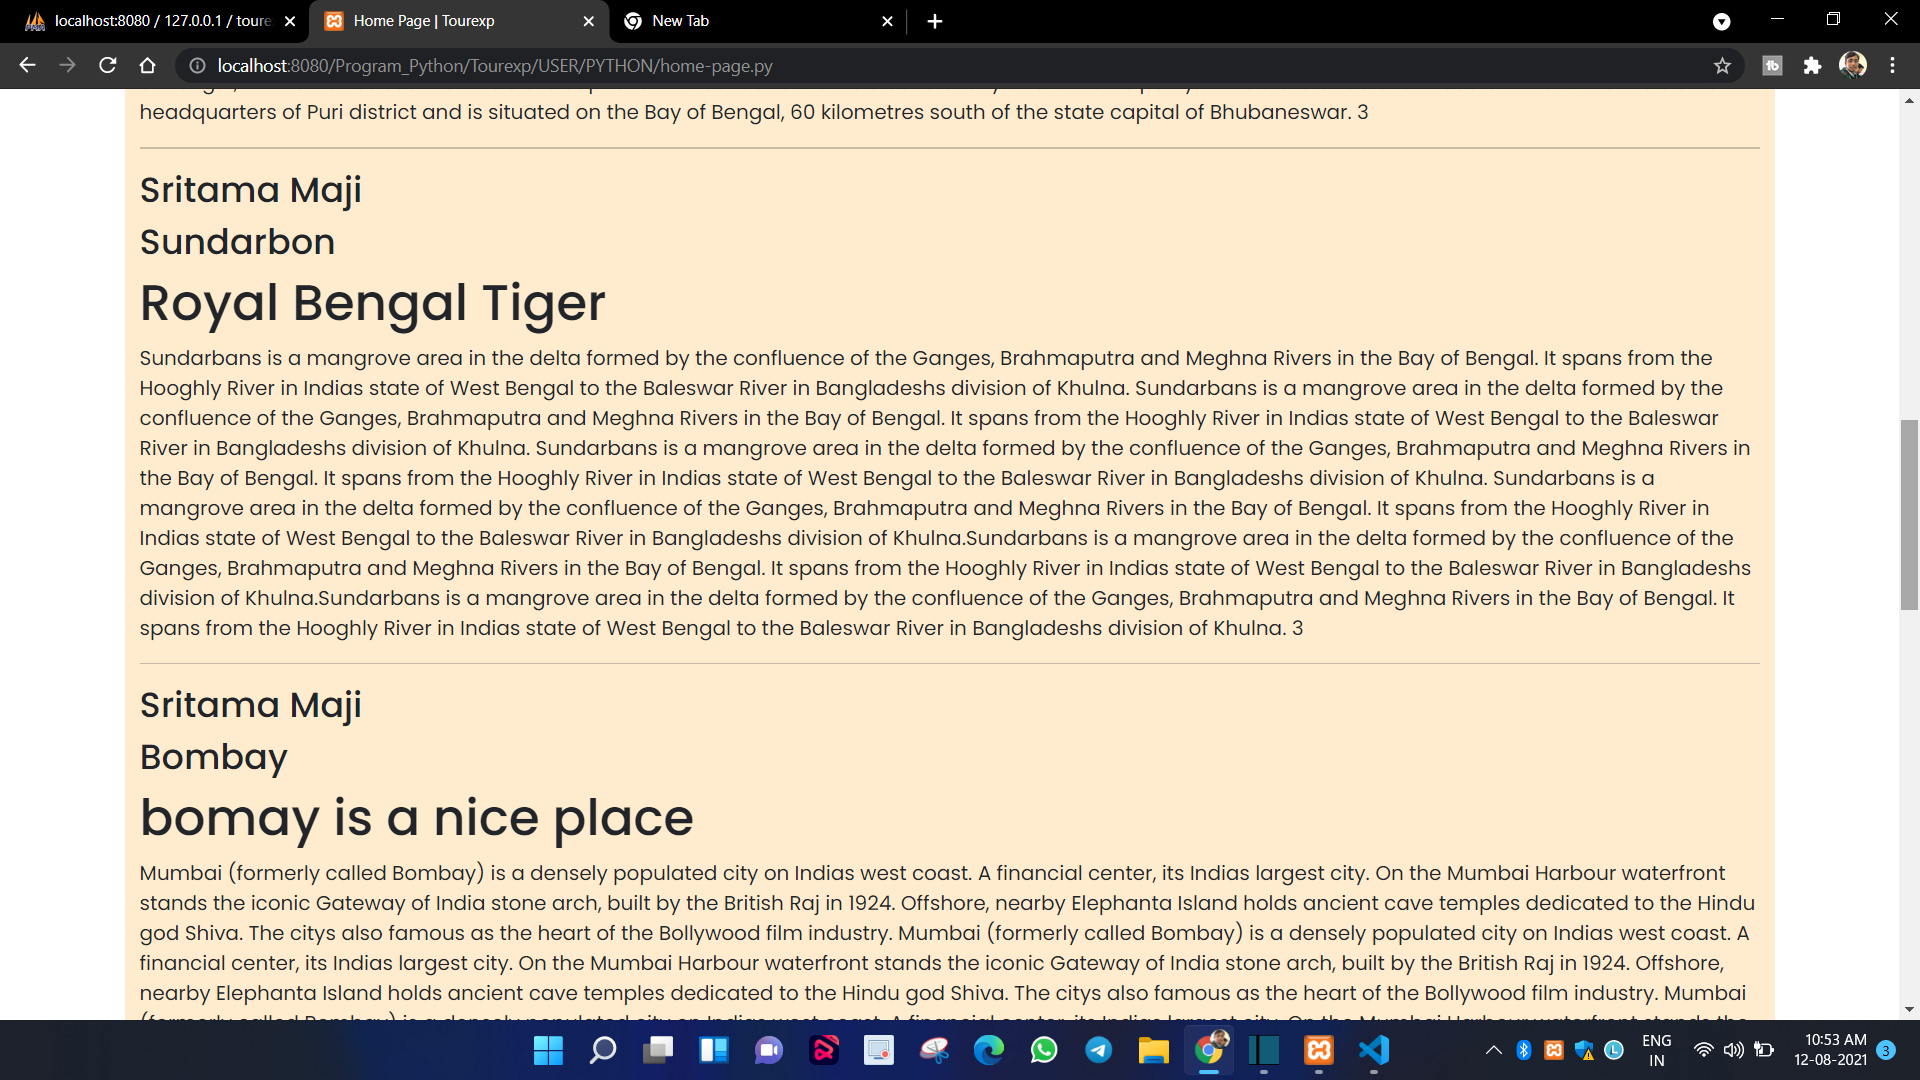 localhost:8080 / 127.0.0.1 / toure
Home Page | Tourexp
New Tab
localhost:8080/Program_Python/Tourexp/USER/PYTHON/home-page.py
headquarters of Puri district and is situated on the Bay of Bengal, 60 kilometres south of the state capital of Bhubaneswar. 3
Sritama Maji
Sundarbon
Royal Bengal Tiger
Sundarbans is a mangrove area in the delta formed by the confluence of the Ganges, Brahmaputra and Meghna Rivers in the Bay of Bengal. It spans from the
Hooghly River in Indias state of West Bengal to the Baleswar River in Bangladeshs division of Khulna. Sundarbans is a mangrove area in the delta formed by the
confluence of the Ganges, Brahmaputra and Meghna Rivers in the Bay of Bengal. It spans from the Hooghly River in Indias state of West Bengal to the Baleswar
River in Bangladeshs division of Khulna. Sundarbans is a mangrove area in the delta formed by the confluence of the Ganges, Brahmaputra and Meghna Rivers in
the Bay of Bengal. It spans from the Hooghly River in Indias state of West Bengal to the Baleswar River in Bangladeshs division of Khulna. Sundarbans is a
mangrove area in the delta formed by the confluence of the Ganges, Brahmaputra and Meghna Rivers in the Bay of Bengal. It spans from the Hooghly River in
Indias state of West Bengal to the Baleswar River in Bangladeshs division of Khulna.Sundarbans is a mangrove area in the delta formed by the confluence of the
Ganges, Brahmaputra and Meghna Rivers in the Bay of Bengal. It spans from the Hooghly River in Indias state of West Bengal to the Baleswar River in Bangladeshs
division of Khulna.Sundarbans is a mangrove area in the delta formed by the confluence of the Ganges, Brahmaputra and Meghna Rivers in the Bay of Bengal. It
spans from the Hooghly River in Indias state of West Bengal to the Baleswar River in Bangladeshs division of Khulna. 3
Sritama Maji
Bombay
bomay is a nice place
Mumbai (formerly called Bombay) is a densely populated city on Indias west coast. A financial center, its Indias largest city. On the Mumbai Harbour waterfront
stands the iconic Gateway of India stone arch, built by the British Raj in 1924. Offshore, nearby Elephanta Island holds ancient cave temples dedicated to the Hindu
god Shiva. The citys also famous as the heart of the Bollywood film industry. Mumbai (formerly called Bombay) is a densely populated city on Indias west coast. A
financial center, its Indias largest city. On the Mumbai Harbour waterfront stands the iconic Gateway of India stone arch, built by the British Raj in 1924. Offshore,
nearby Elephanta Island holds ancient cave temples dedicated to the Hindu god Shiva. The citys also famous as the heart of the Bollywood film industry. Mumbai
(formerly called Bombay) is a densely populated city on Indias west coast. A financial center, its Indias largest city. On the Mumbai Harbour waterfront stands the
ENG
IN
10:53 AM
12-08-2021
3